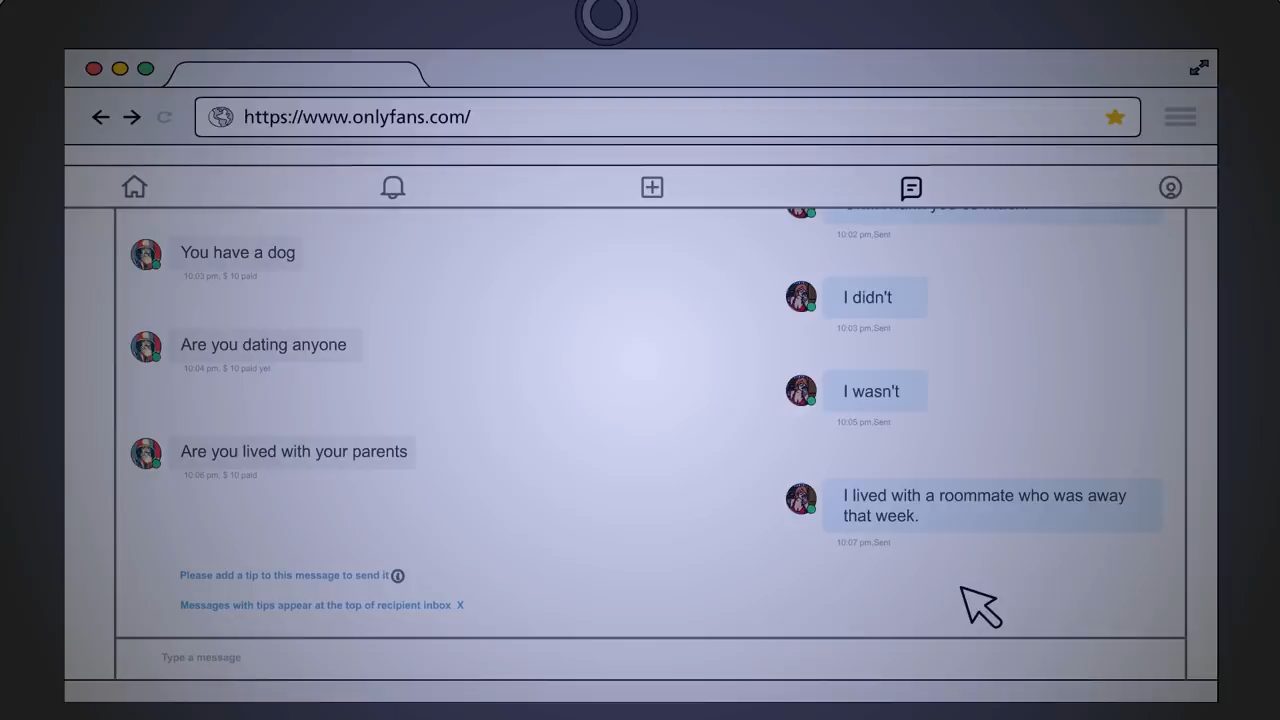 https://www.onlyfans.com/
10:02 pm,Sent
You have a dog
10:03 pm, $ 10 paid
I didn't
10:03 pm,Sent
Are you dating anyone
10:04 pm, $ 10 paid yet
I wasn't
10:05 pm,Sent
Are you lived with your parents
10:06 pm, $ 10 paid
I lived with a roommate who was away
that week.
10:07 pm,Sent
Please add a tip to this message to send it
Messages with tips appear at the top of recipient inbox X
Type a message